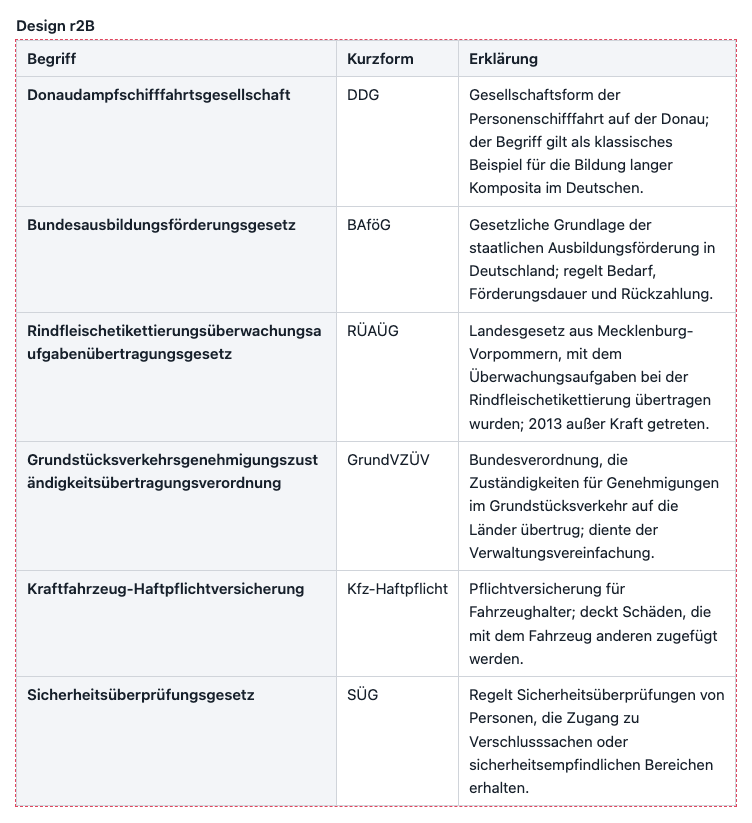 Design r2B
Begriff Kurzform Erklärung
Donaudampfschifffahrtsgesellschaft DDG Gesellschaftsform der
Personenschifffahrt auf der Donau;
der Begriff gilt als klassisches
Beispiel für die Bildung langer
Komposita im Deutschen.
Bundesausbildungsförderungsgesetz BAföG Gesetzliche Grundlage der
staatlichen Ausbildungsförderung in
Deutschland; regelt Bedarf,
Förderungsdauer und Rückzahlung.
Rindfleischetikettierungsüberwachungsa RÜAÜG Landesgesetz aus Mecklenburg-
ufgabenübertragungsgesetz Vorpommern, mit dem
Überwachungsaufgaben bei der
Rindfleischetikettierung übertragen
wurden; 2013 außer Kraft getreten.
Grundstücksverkehrsgenehmigungszust GrundVZÜV Bundesverordnung, die
ändigkeitsübertragungsverordnung Zuständigkeiten für Genehmigungen
im Grundstücksverkehr auf die
Länder übertrug; diente der
Verwaltungsvereinfachung.
Kraftfahrzeug-Haftpflichtversicherung Kfz-Haftpflicht Pflichtversicherung für
Fahrzeughalter; deckt Schäden, die
mit dem Fahrzeug anderen zugefügt
werden.
Sicherheitsüberprüfungsgesetz SÜG Regelt Sicherheitsüberprüfungen von
Personen, die Zugang zu
Verschlusssachen oder
sicherheitsempfindlichen Bereichen
erhalten.